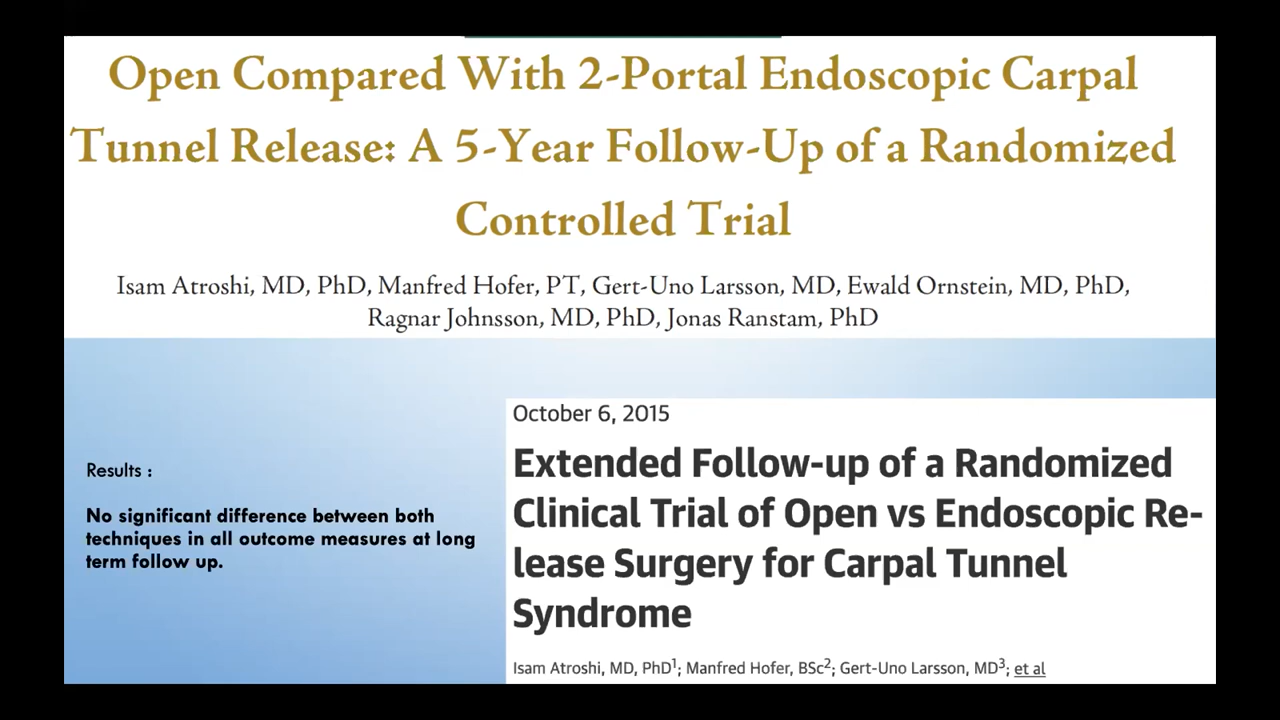 Open Compared With 2-Portal Endoscopic Carpal
Tunnel Release: A 5-Year Follow-Up of a Randomized
Controlled Trial
Isam Atroshi, MD, PhD, Manfred Hofer, PT, Gert-Uno Larsson, MD, Ewald Ornstein, MD, PhD,
Ragnar Johnsson, MD, PhD, Jonas Ranstam, PhD
Results :
No significant difference between both
techniques in all outcome measures at long
term follow up.
October 6, 2015
Extended Follow-up of a Randomized
Clinical Trial of Open vs Endoscopic Re-
lease Surgery for Carpal Tunnel
Syndrome
Isam Atroshi, MD, PhD1; Manfred Hofer, BSc2; Gert-Uno Larsson, MD3; et al